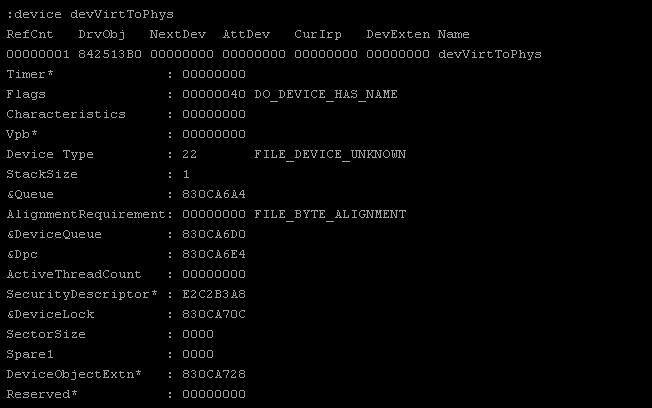 :device devVirtToPhys
RefCnt   DrvObj   NextDev  AttDev   CurIrp   DevExten Name
00000001 842513B0 00000000 00000000 00000000 00000000 devVirtToPhys
Timer*              : 00000000
Flags               : 00000040 DO_DEVICE_HAS_NAME
Characteristics     : 00000000
Vpb*                : 00000000
Device Type         : 22       FILE_DEVICE_UNKNOWN
StackSize           : 1
&Queue              : 830CA6A4
AlignmentRequirement: 00000000 FILE_BYTE_ALIGNMENT
&DeviceQueue        : 830CA6D0
&Dpc                : 830CA6E4
ActiveThreadCount   : 00000000
SecurityDescriptor* : E2C2B3A8
&DeviceLock         : 830CA70C
SectorSize          : 0000
Spare1              : 0000
DeviceObjectExtn*   : 830CA728
Reserved*           : 00000000